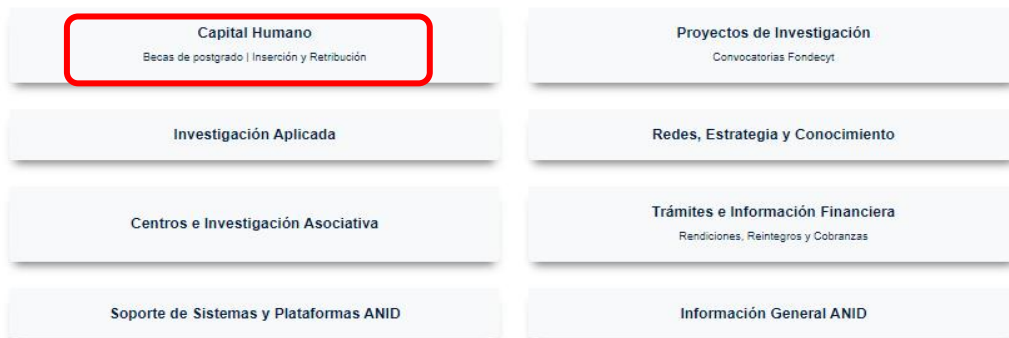 Capital Humano
Becas de postgrado | Inserción y Retribución
Proyectos de Investigación
Convocatorias Fondecyt
Investigación Aplicada
Redes, Estrategia y Conocimiento
Centros e Investigación Asociativa
Trámites e Información Financiera
Rendiciones, Reintegros y Cobranzas
Soporte de Sistemas y Plataformas ANID
Información General ANID